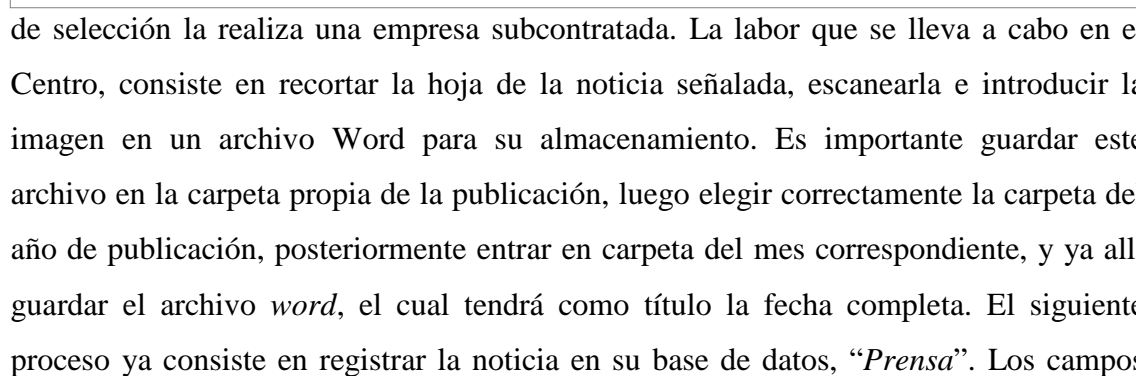 de selección la realiza una empresa subcontratada. La labor que se lleva a cabo en e
Centro, consiste en recortar la hoja de la noticia señalada, escanearla e introducir la
imagen en un archivo Word para su almacenamiento. Es importante guardar este
archivo en la carpeta propia de la publicación, luego elegir correctamente la carpeta de
año de publicación, posteriormente entrar en carpeta del mes correspondiente, y ya all
guardar el archivo word, el cual tendrá como título la fecha completa. El siguiente
proceso ya consiste en registrar la noticia en su base de datos, “Prensa”. Los campos